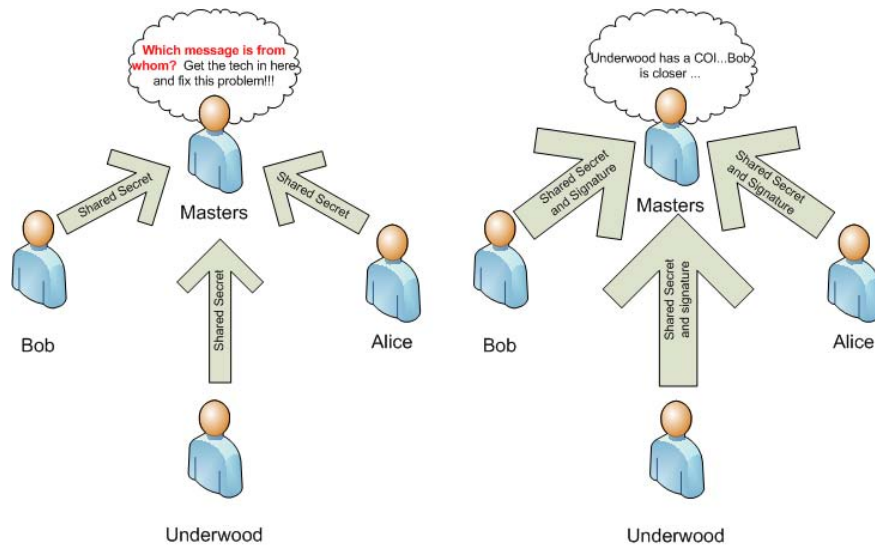 Which message is from
whom? Get the tech in here
and fix this problem!!!
Shared Secret
Shared Secret
Masters
Shared Secret
Bob
Alice
Underwood
Underwood has a COI...Bob
is closer ...
Shared Secret
and Signature
Shared Secret
and Signature
Masters
Shared Secret
and signature
Bob
Alice
Underwood